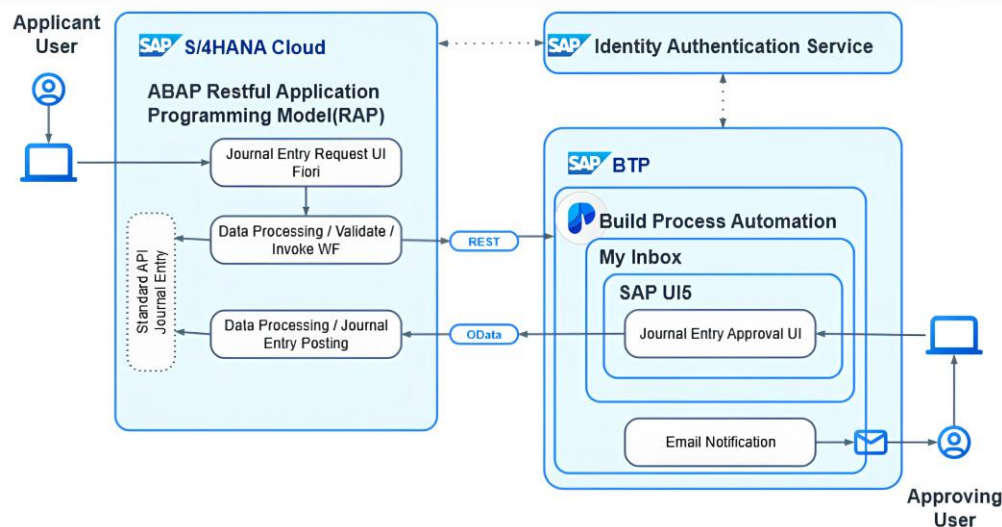 Applicant
User
SAP S/4HANA Cloud
ABAP Restful Application
Programming Model(RAP)
Journal Entry Request UI
Fiori
Data Processing / Validate /
Invoke WF
Standard API
Journal Entry
Data Processing / Journal
Entry Posting
REST
OData
SAP Identity Authentication Service
SAP BTP
Build Process Automation
My Inbox
SAP UI5
Journal Entry Approval UI
Email Notification
Approving
User